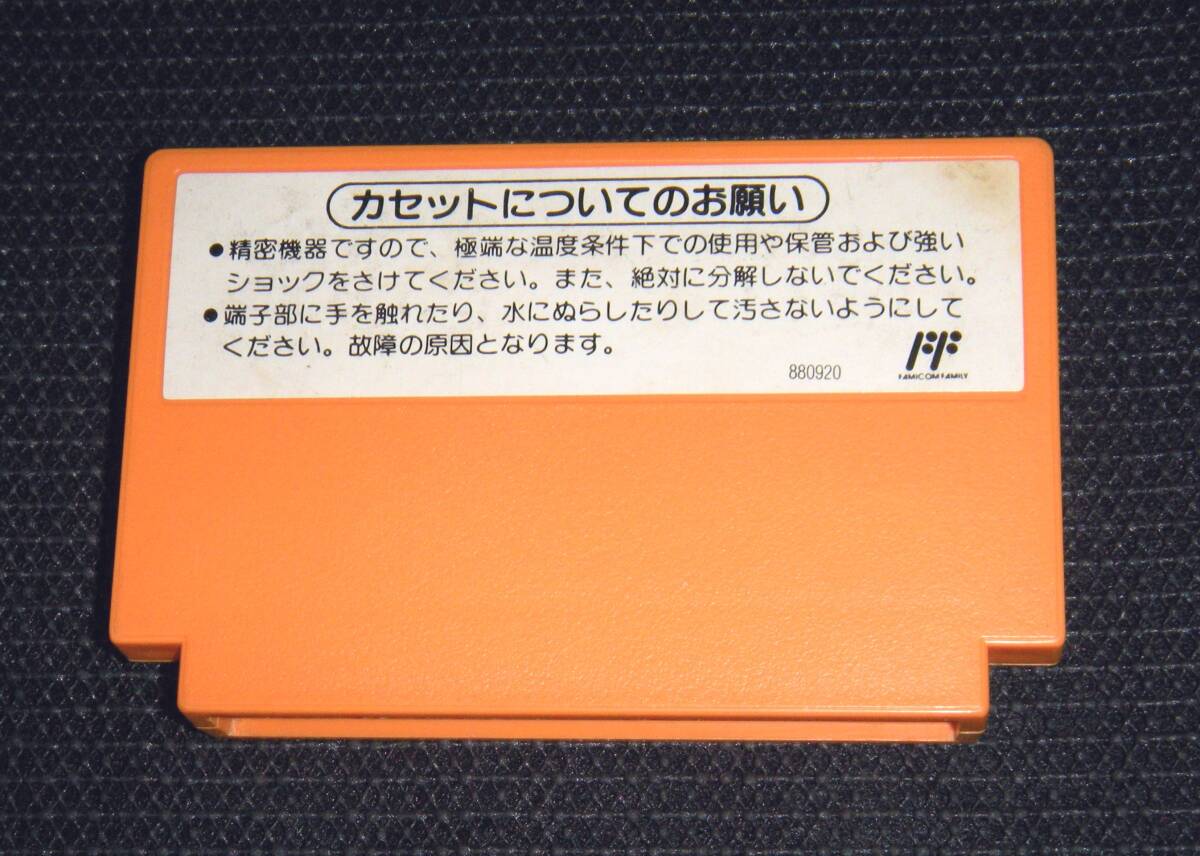 カセットについてのお願い
●精密機器ですので、極端な温度条件下での使用や保管および強い
ショックをさけてください。また、絶対に分解しないでください。
●端子部に手を触れたり、水にぬらしたりして汚さないようにして
ください。故障の原因となります。
880920
FF
FAMICOM FAMILY